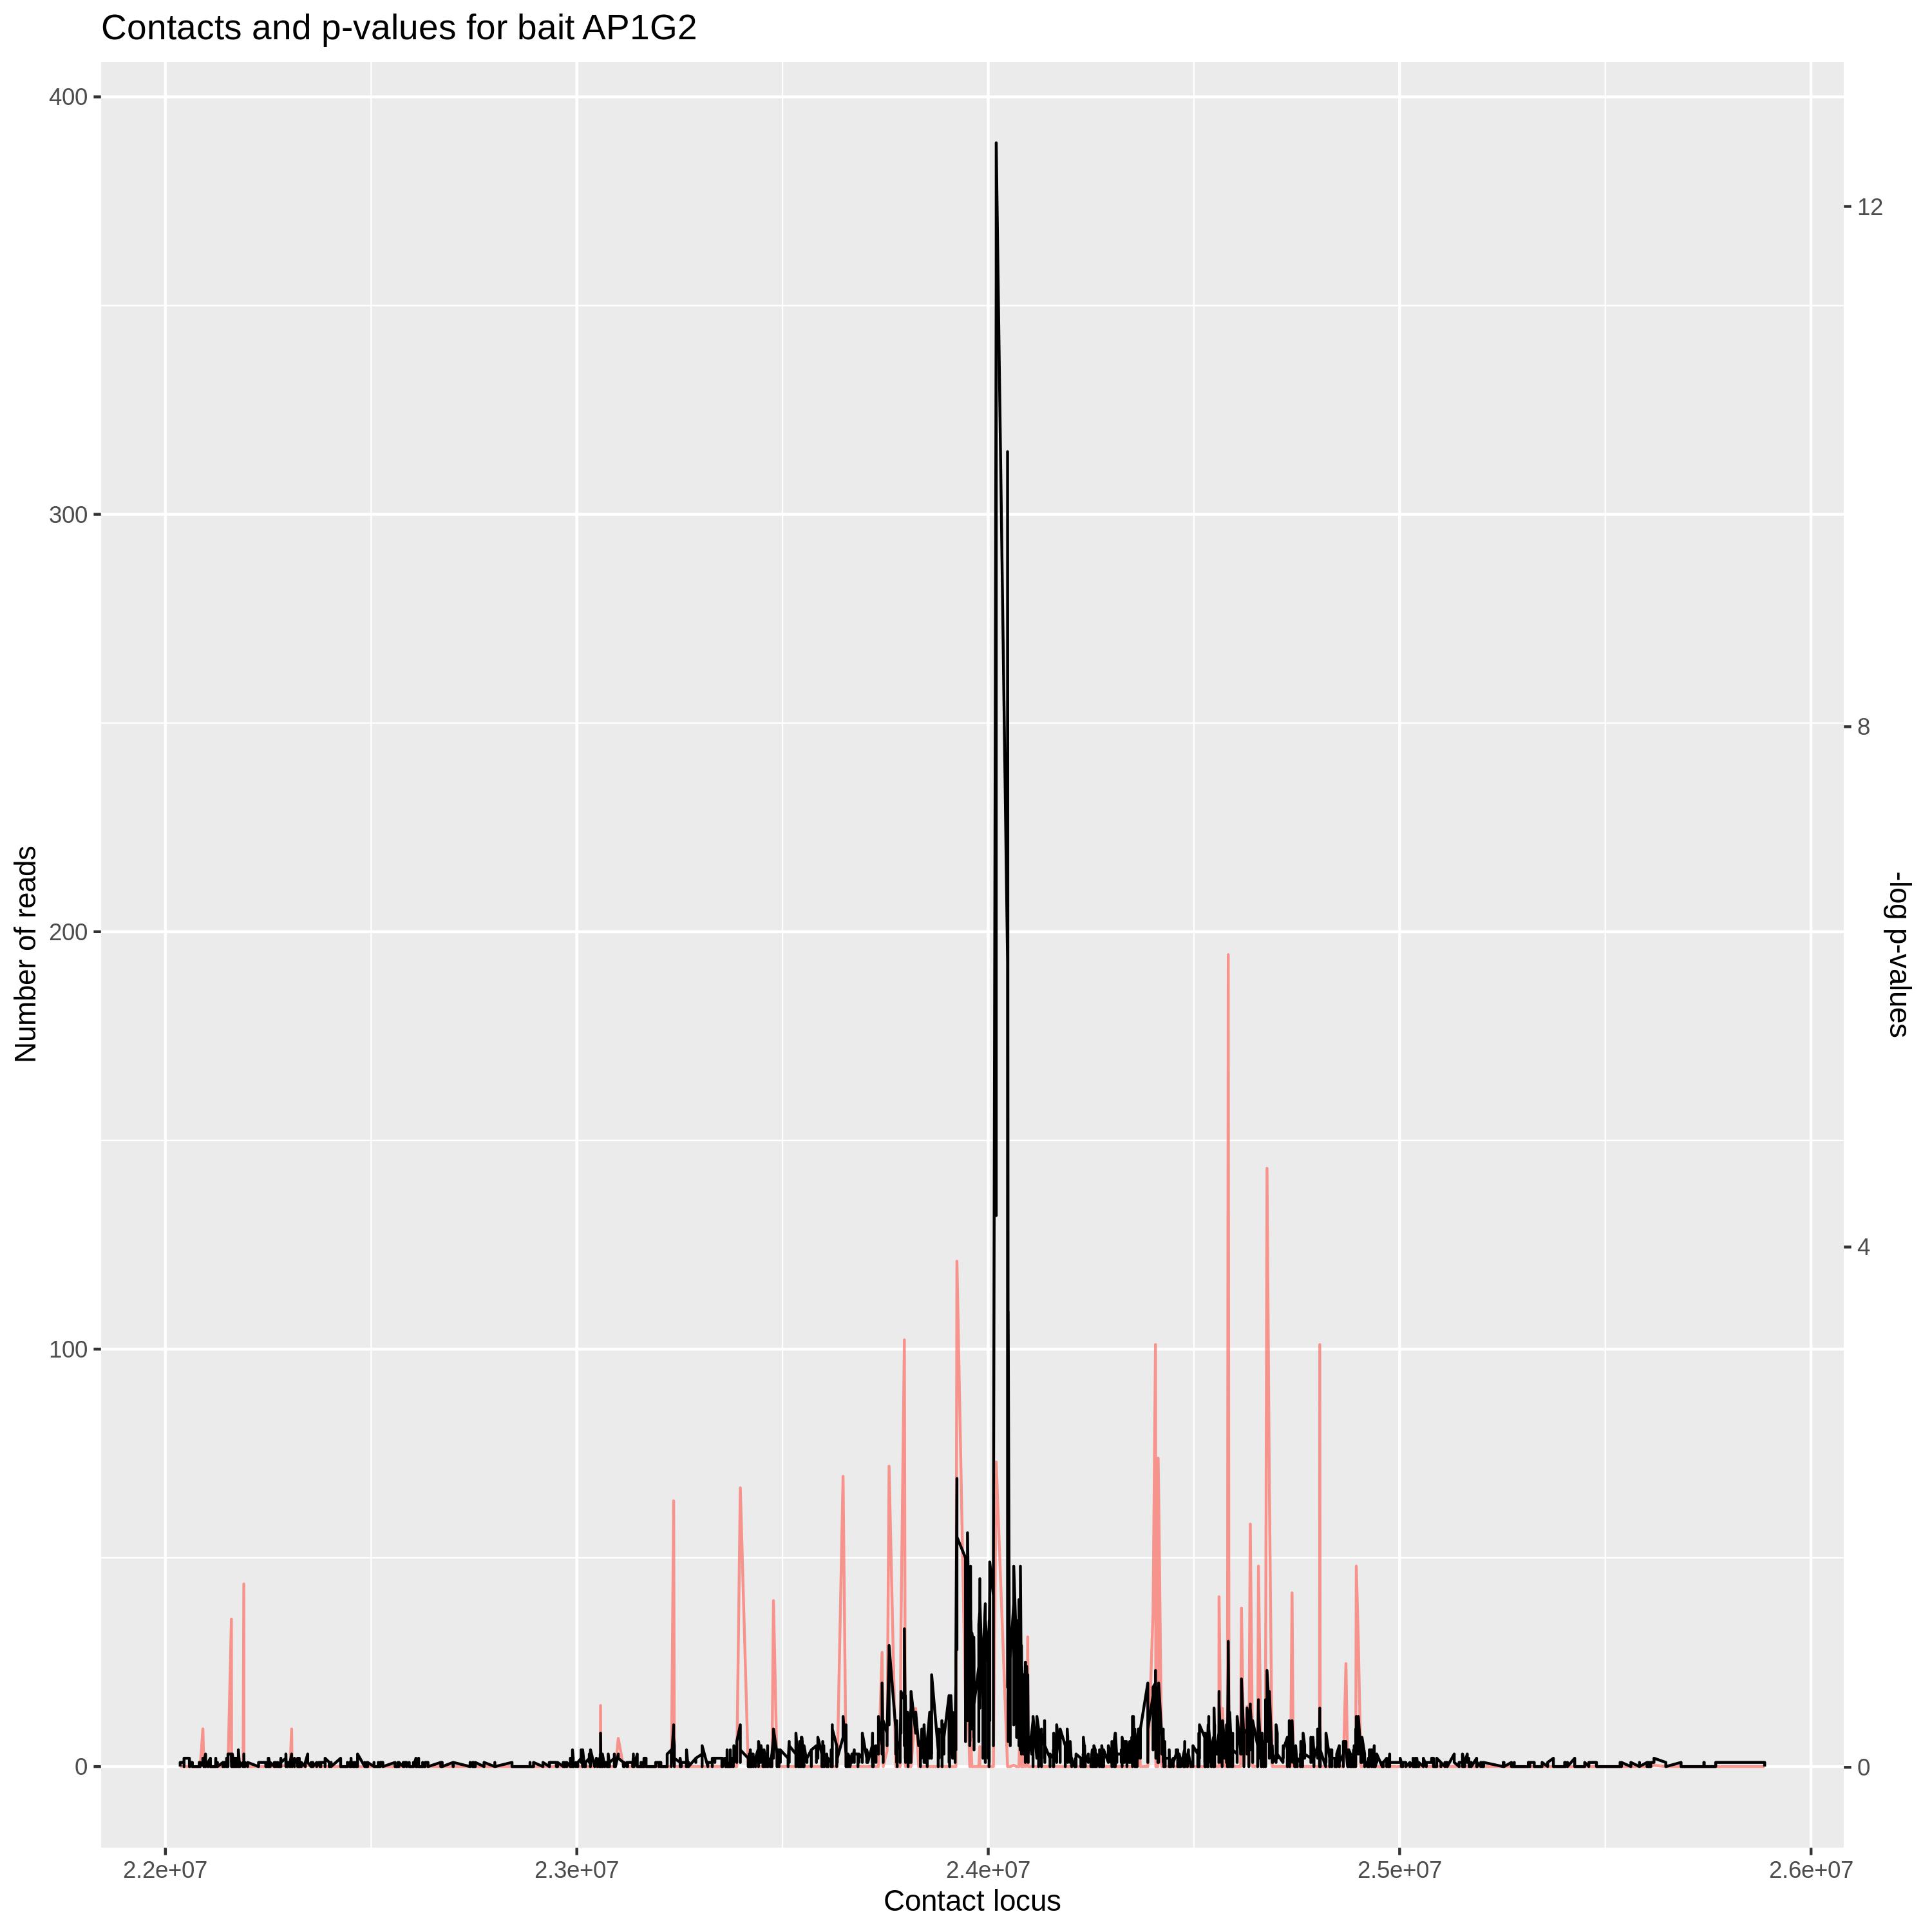 Contacts and p-values for bait AP1G2
400
300
200
100
0
Number of reads
12
8
4
0
-log p-values
2.2e+07 2.3e+07 2.4e+07 2.5e+07 2.6e+07
Contact locus